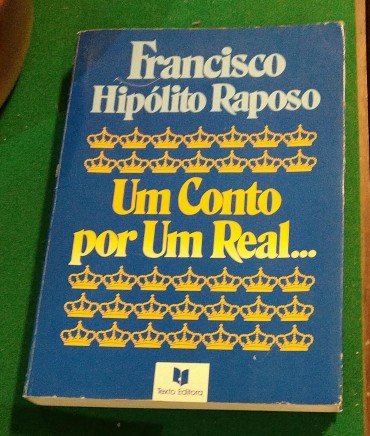 Francisco
Hipólito Raposo
Um Conto
por Um Real...
Texto Editora